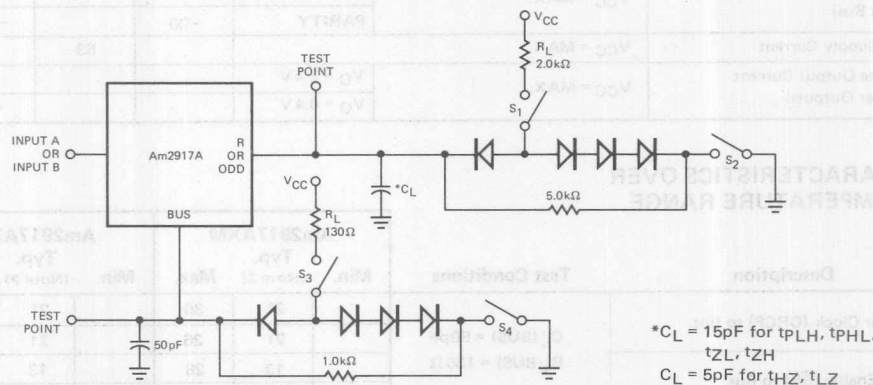 VCC
RL
2.0kΩ
TEST
POINT
S1
INPUT A
OR
INPUT B
Am2917A
R
OR
ODD
S2
*CL
VCC
RL
130Ω
5.0kΩ
BUS
S3
TEST
POINT
50pF
S4
1.0kΩ
*CL = 15pF for tPLH, tPHL,
tZL, tZH
CL = 5pF for tHZ, tLZ